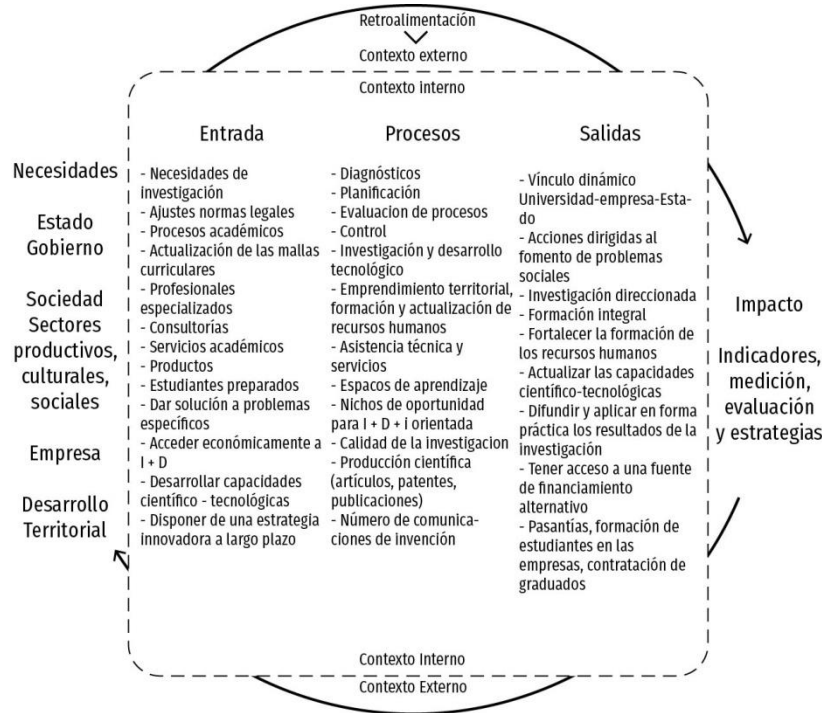 Retroalimentación
Contexto externo
Contexto interno
Necesidades
Estado
Gobierno
Sociedad
Sectores
productivos,
culturales,
sociales
Empresa
Desarrollo
Territorial
Entrada
- Necesidades de
investigación
- Ajustes normas legales
- Procesos académicos
- Actualización de las mallas
curriculares
- Profesionales
especializados
- Consultorías
- Servicios académicos
- Productos
- Estudiantes preparados
- Dar solución a problemas
específicos
- Acceder económicamente a
I + D
- Desarrollar capacidades
científico - tecnológicas
- Disponer de una estrategia
innovadora a largo plazo
Procesos
- Diagnósticos
- Planificación
- Evaluacion de procesos
- Control
- Investigación y desarrollo
tecnológico
- Emprendimiento territorial,
formación y actualización de
recursos humanos
- Asistencia técnica y
servicios
- Espacos de aprendizaje
- Nichos de oportunidad
para I + D + i orientada
- Calidad de la investigacion
- Producción científica
(artículos, patentes,
publicaciones)
- Número de comunica-
ciones de invención
Salidas
- Vínculo dinámico
Universidad-empresa-Esta-
do
- Acciones dirigidas al
fomento de problemas
sociales
- Investigación direccionada
- Formación integral
- Fortalecer la formación de
los recursos humanos
- Actualizar las capacidades
científico-tecnológicas
- Difundir y aplicar en forma
práctica los resultados de la
investigación
- Tener acceso a una fuente
de financiamiento
alternativo
- Pasantías, formación de
estudiantes en las
empresas, contratación de
graduados
Impacto
Indicadores,
medición,
evaluación
y estrategias
Contexto Interno
Contexto Externo